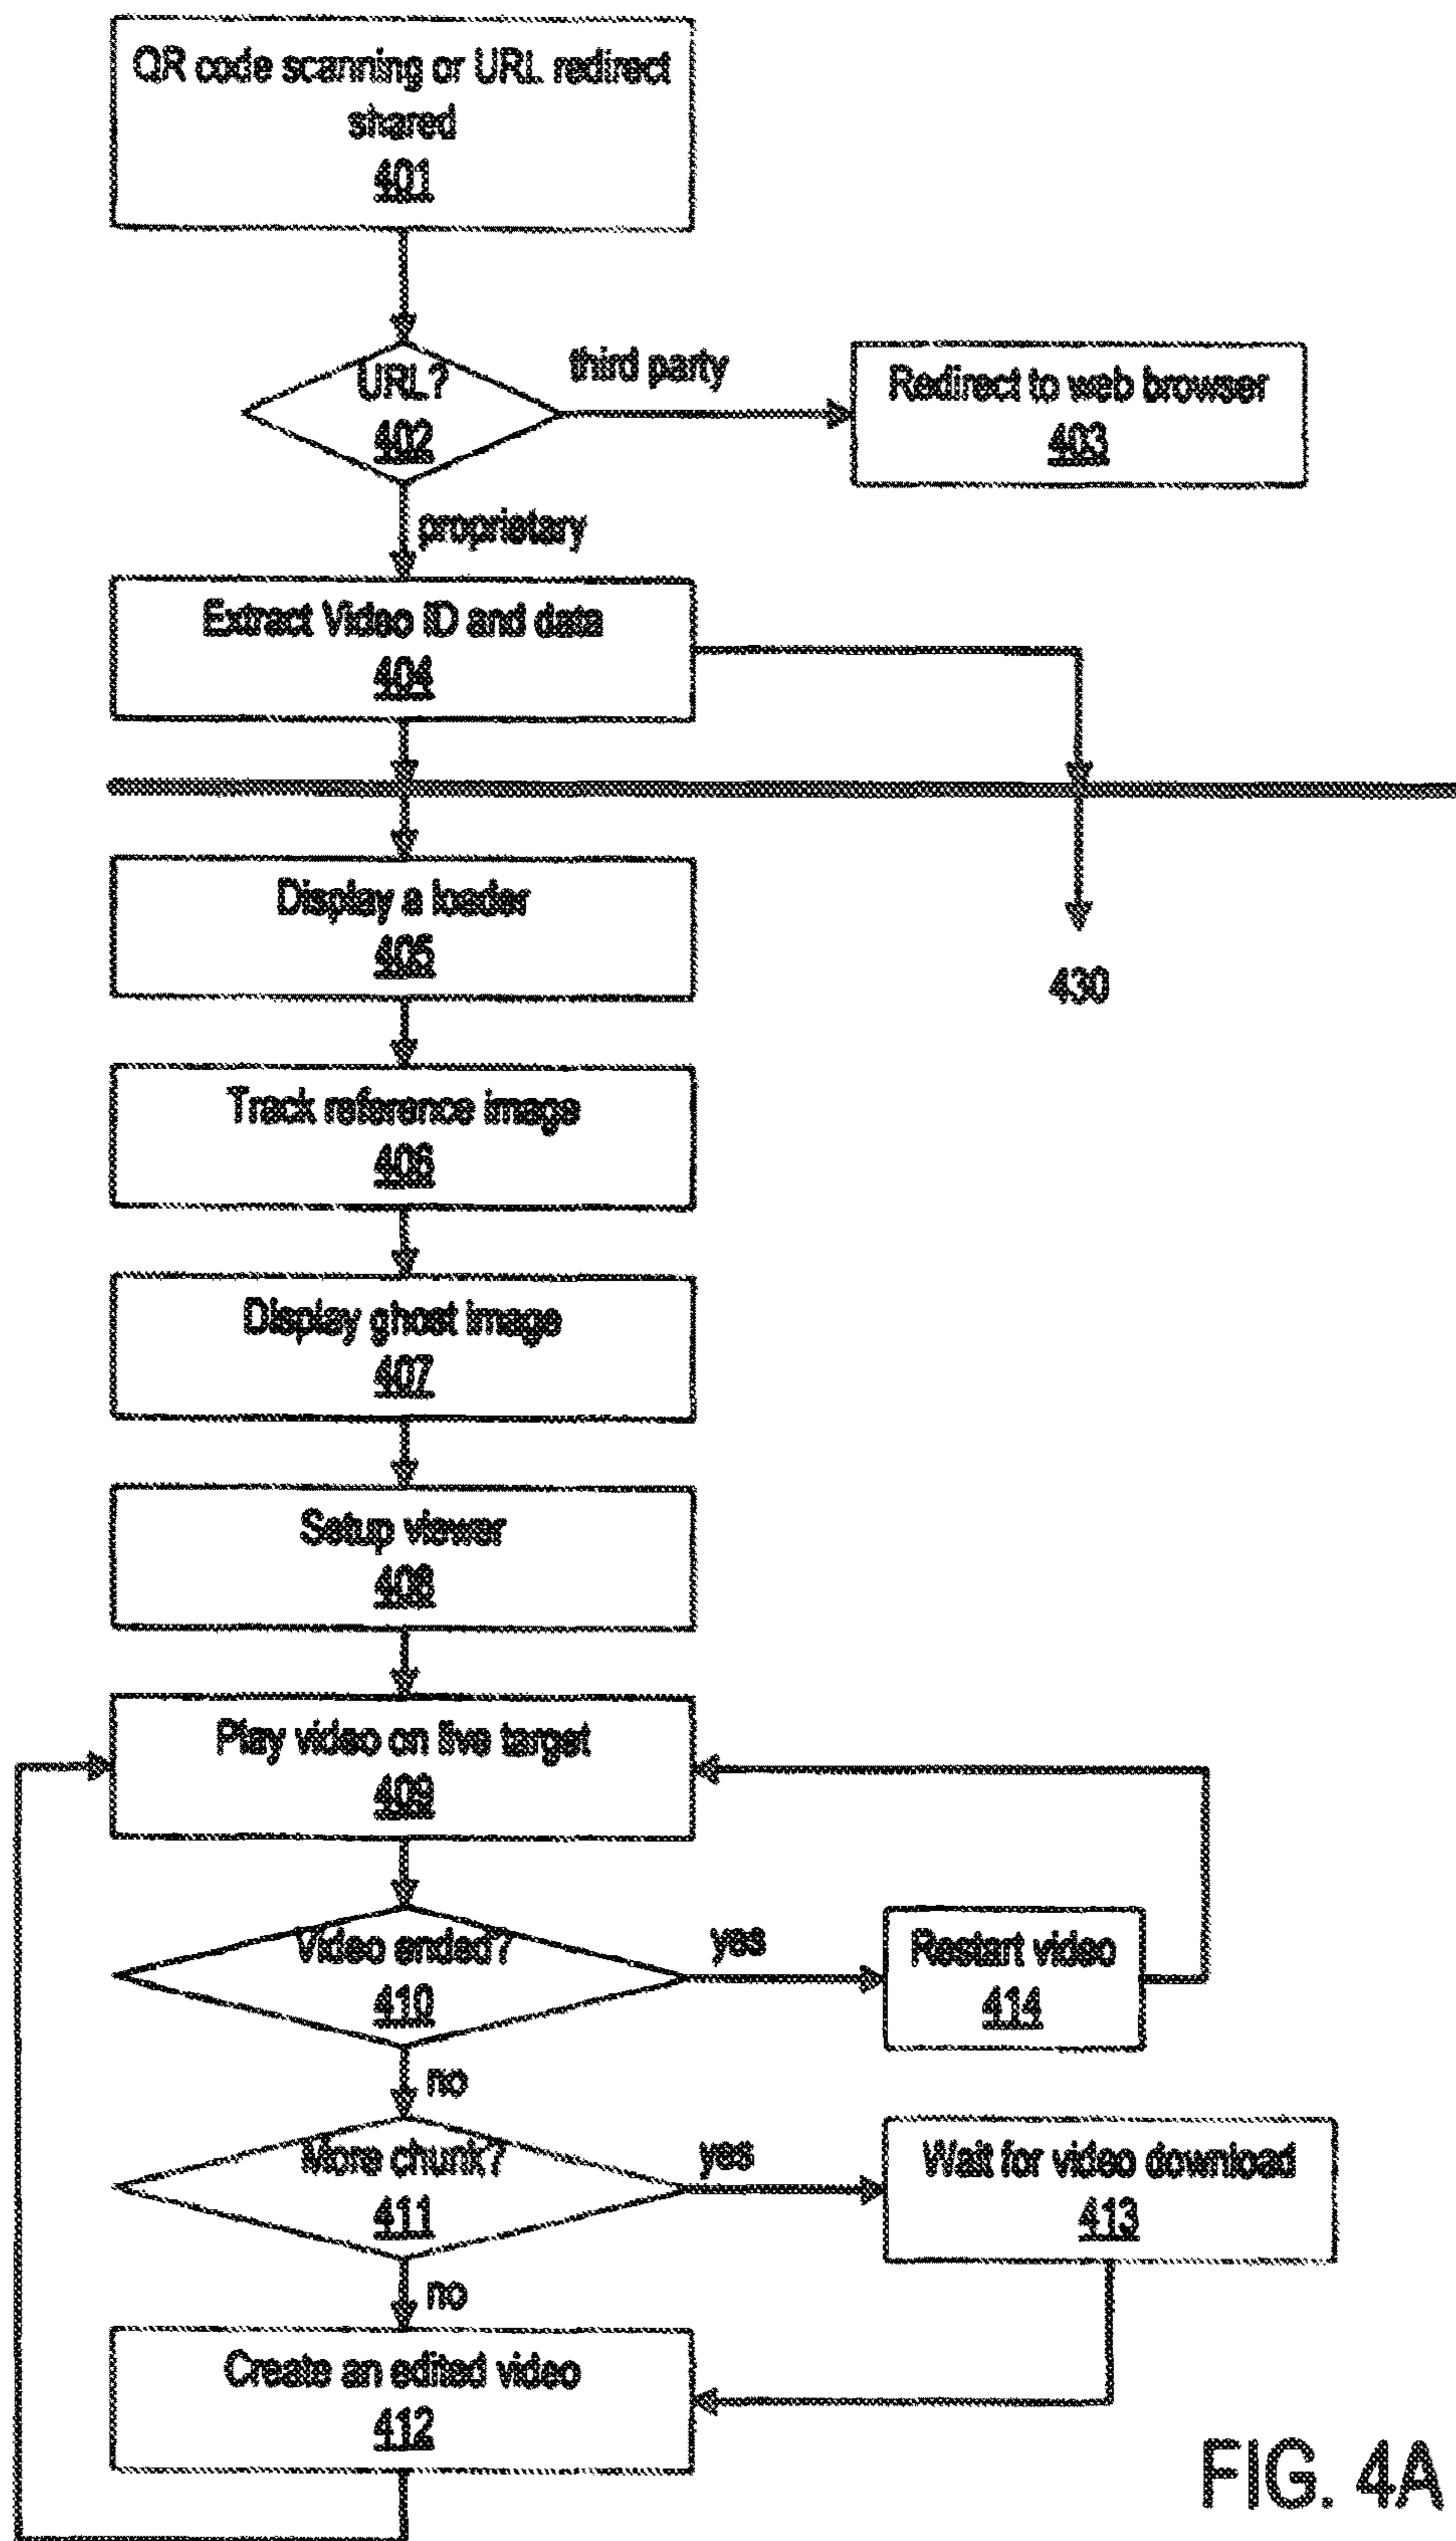 QR code scanning or URL redirect
shared
401
URL?
402
third party
Redirect to web browser
403
proprietary
Extract Video ID and data
404
Display a loader
405
430
Track reference image
406
Display ghost image
407
Setup viewer
408
Play video on live target
409
Video ended?
410
yes
Restart video
414
no
More chunk?
411
yes
Wait for video download
413
no
Create an edited video
412
FIG. 4A